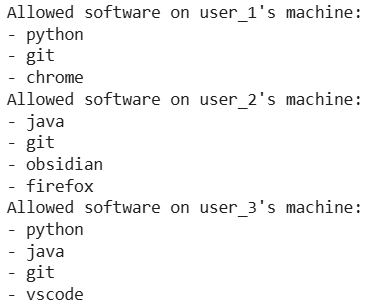 Allowed software on user_1's machine:
- python
- git
- chrome
Allowed software on user_2's machine:
- java
- git
- obsidian
- firefox
Allowed software on user_3's machine:
- python
- java
- git
- vscode